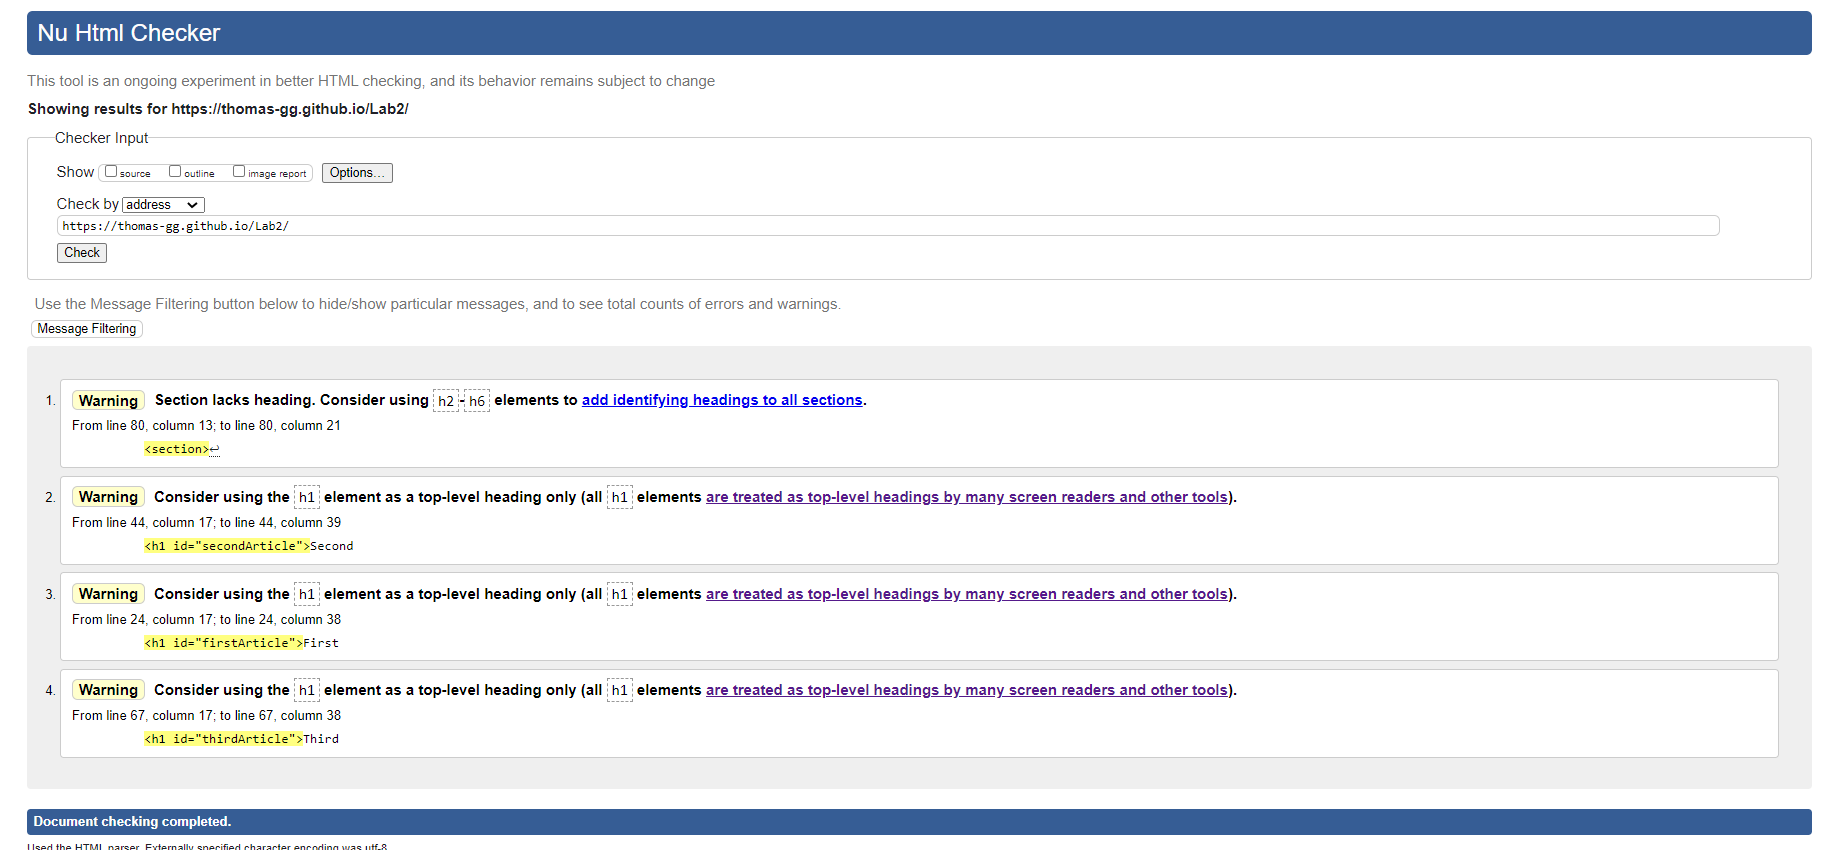 Nu Html Checker
This tool is an ongoing experiment in better HTML checking, and its behavior remains subject to change
Showing results for https://thomas-gg.github.io/Lab2/
Checker Input
Show source outline image report Options...
Check by address
https://thomas-gg.github.io/Lab2/
Check
Use the Message Filtering button below to hide/show particular messages, and to see total counts of errors and warnings.
Message Filtering
1. Warning Section lacks heading. Consider using h2-h6 elements to add identifying headings to all sections.
From line 80, column 13; to line 80, column 21
<section>↩
2. Warning Consider using the h1 element as a top-level heading only (all h1 elements are treated as top-level headings by many screen readers and other tools).
From line 44, column 17; to line 44, column 39
<h1 id="secondArticle">Second
3. Warning Consider using the h1 element as a top-level heading only (all h1 elements are treated as top-level headings by many screen readers and other tools).
From line 24, column 17; to line 24, column 38
<h1 id="firstArticle">First
4. Warning Consider using the h1 element as a top-level heading only (all h1 elements are treated as top-level headings by many screen readers and other tools).
From line 67, column 17; to line 67, column 38
<h1 id="thirdArticle">Third
Document checking completed.
Used the HTML parser. Externally specified character encoding was utf-8.